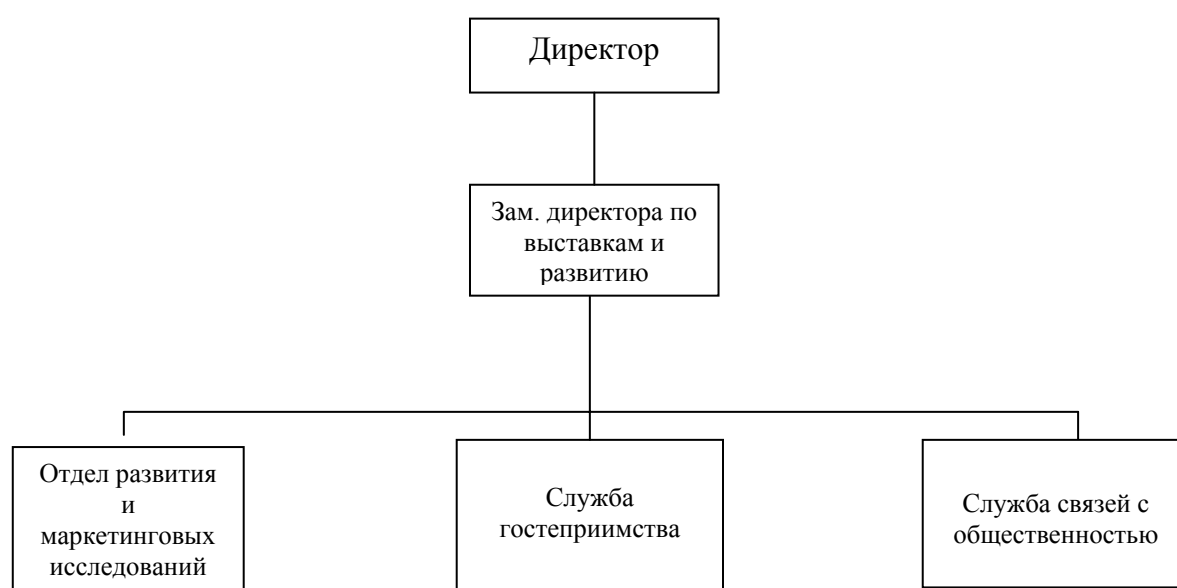 Директор
Зам. директора по
выставкам и
развитию
Отдел развития
и
маркетинговых
исследований
Служба
гостеприимства
Служба связей с
общественностью